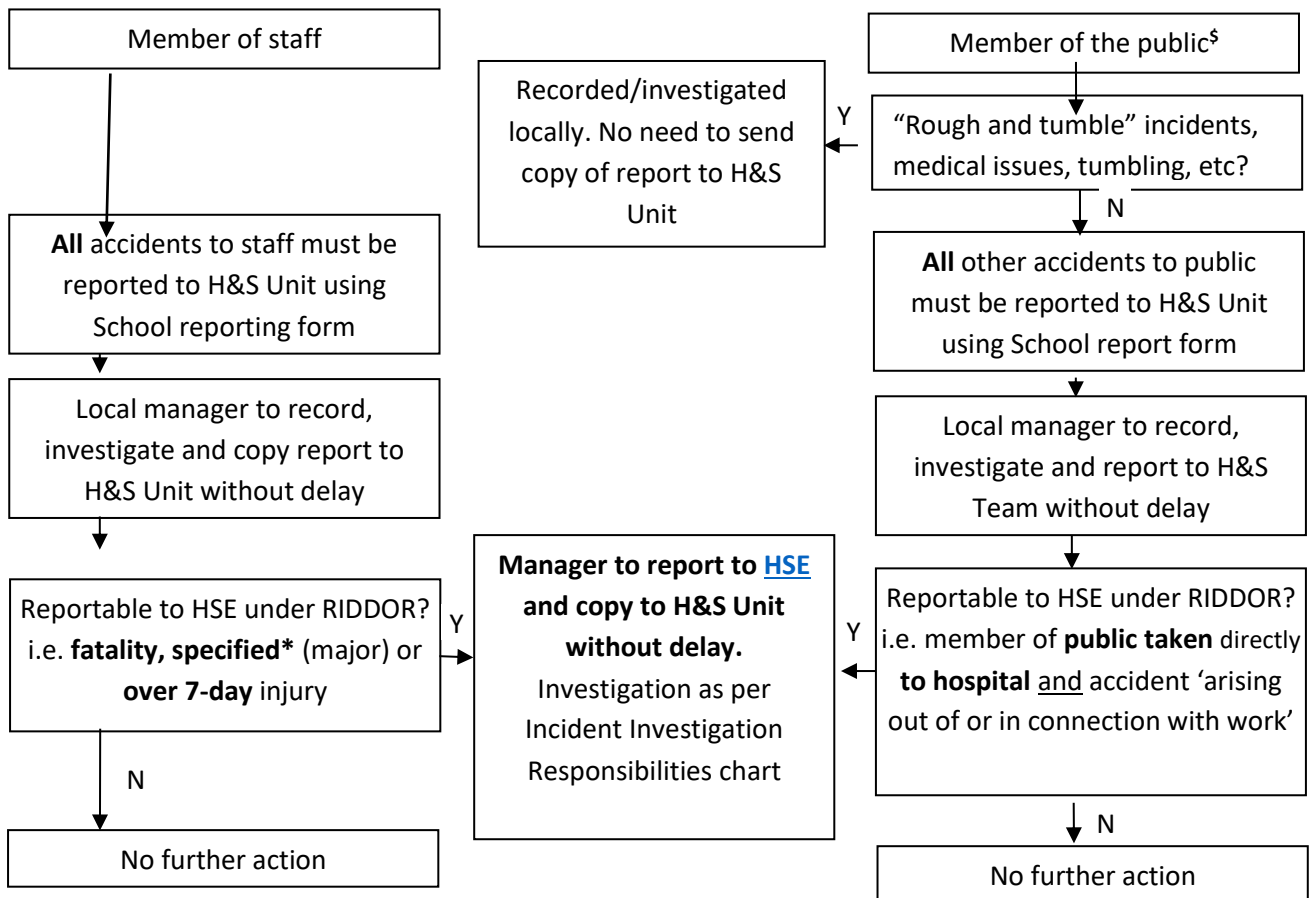 Member of staff
All accidents to staff must be
reported to H&S Unit using
School reporting form
Local manager to record,
investigate and copy report to
H&S Unit without delay
Reportable to HSE under RIDDOR?
i.e. fatality, specified* (major) or
over 7-day injury
Y
N
No further action
Member of the public$
"Rough and tumble" incidents,
medical issues, tumbling, etc?
Y
Recorded/investigated
locally. No need to send
copy of report to H&S
Unit
N
All other accidents to public
must be reported to H&S Unit
using School report form
Local manager to record,
investigate and report to H&S
Team without delay
Reportable to HSE under RIDDOR?
i.e. member of public taken directly
to hospital and accident ‘arising
out of or in connection with work’
Y
Manager to report to HSE
and copy to H&S Unit
without delay.
Investigation as per
Incident Investigation
Responsibilities chart
N
No further action